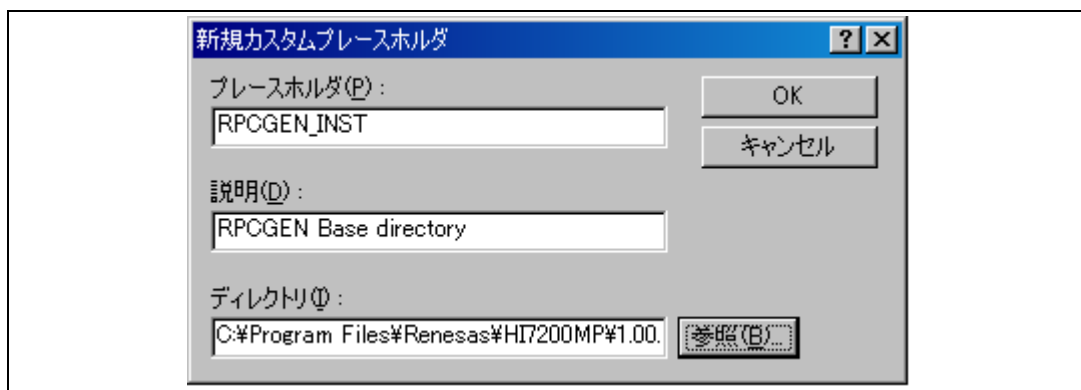 新規カスタムプレースホルダ
プレースホルダ(P):
RPCGEN_INST
OK
キャンセル
説明(D):
RPCGEN Base directory
ディレクトリ(I):
C:¥Program Files¥Renesas¥HI7200MP¥1.00.
参照(B)...